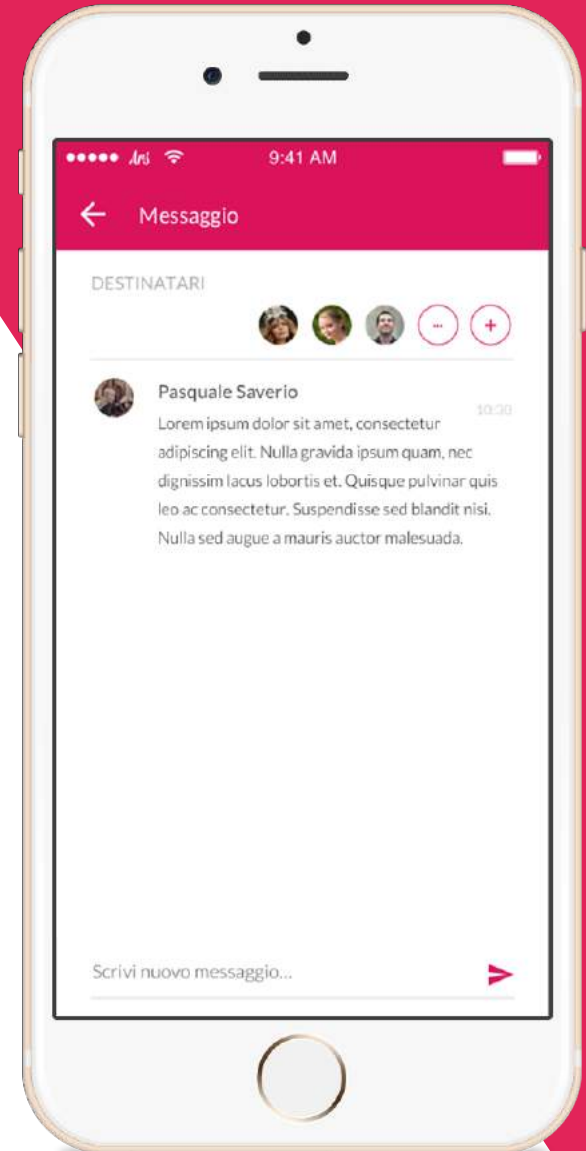 9:41 AM
Messaggio
DESTINATARI
Pasquale Saverio
10:30
Lorem ipsum dolor sit amet, consectetur
adipiscing elit. Nulla gravida ipsum quam, nec
dignissim lacus lobortis et. Quisque pulvinar quis
leo ac consectetur. Suspendisse sed blandit nisi.
Nulla sed augue a mauris auctor malesuada.
Scrivi nuovo messaggio...